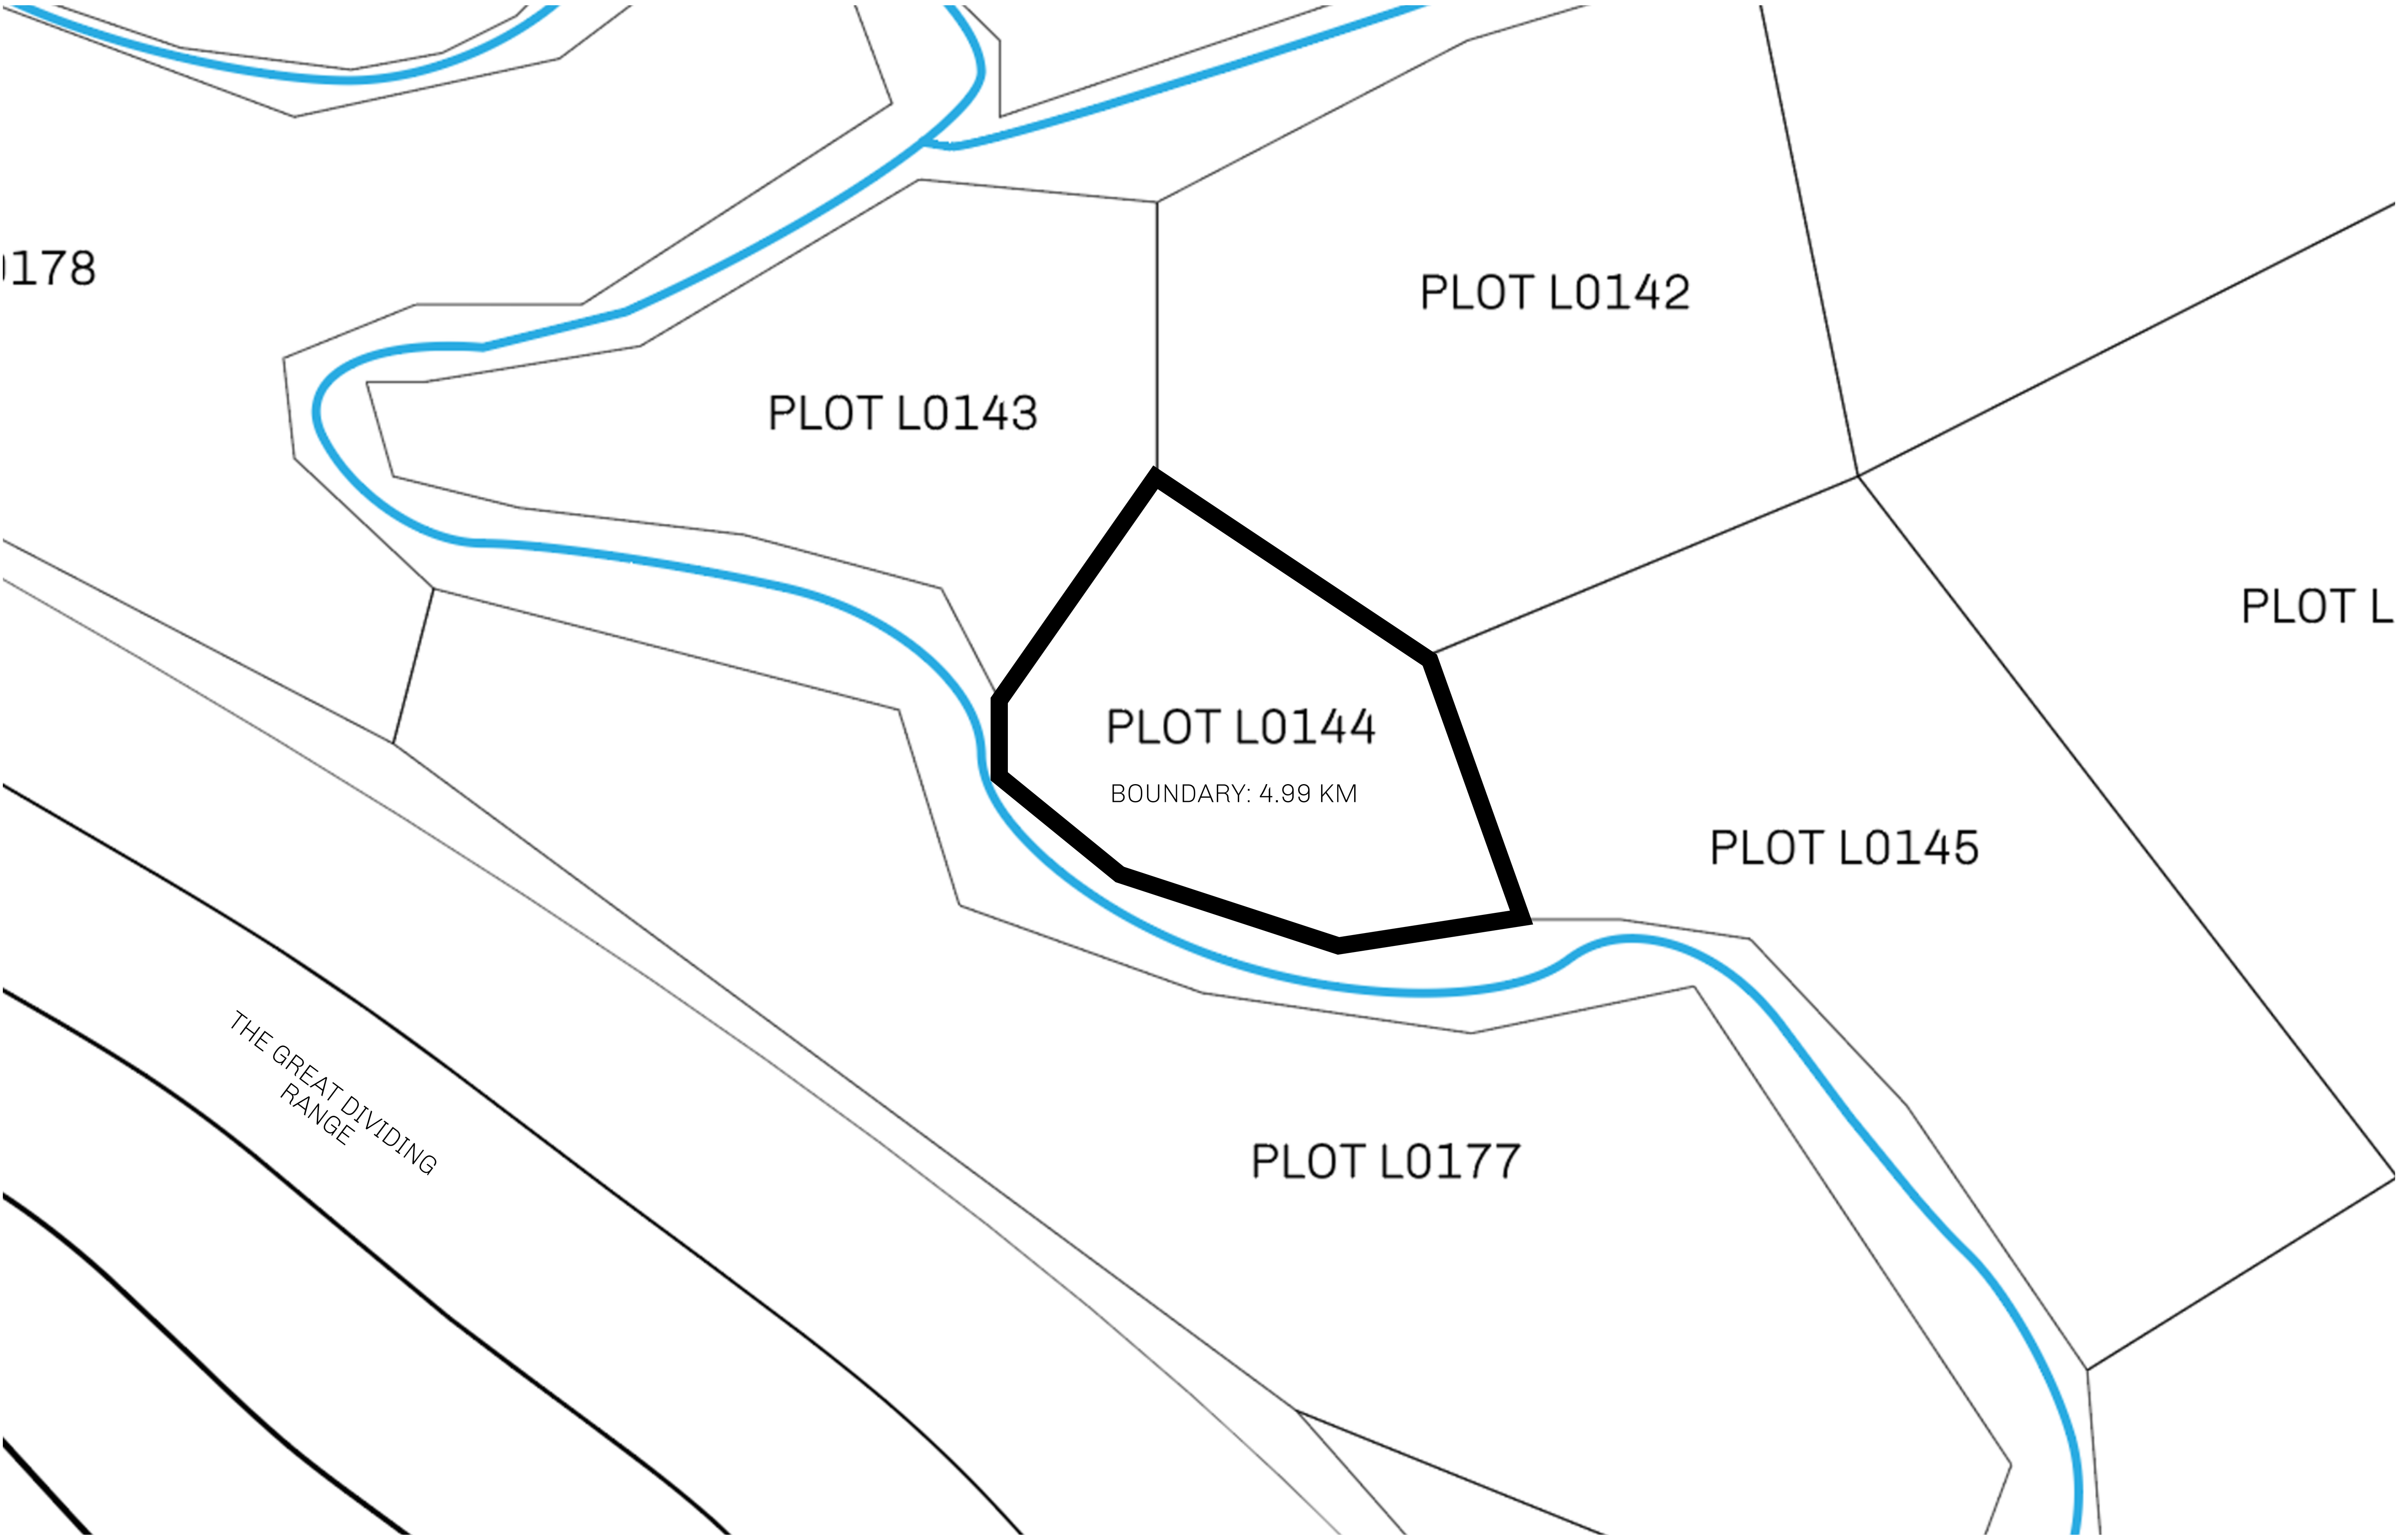 0178
PLOT L0142
PLOT L0143
PLOT L
PLOT L0144
BOUNDARY: 4.99 KM
PLOT L0145
THE GREAT DIVIDING
RANGE
PLOT L0177